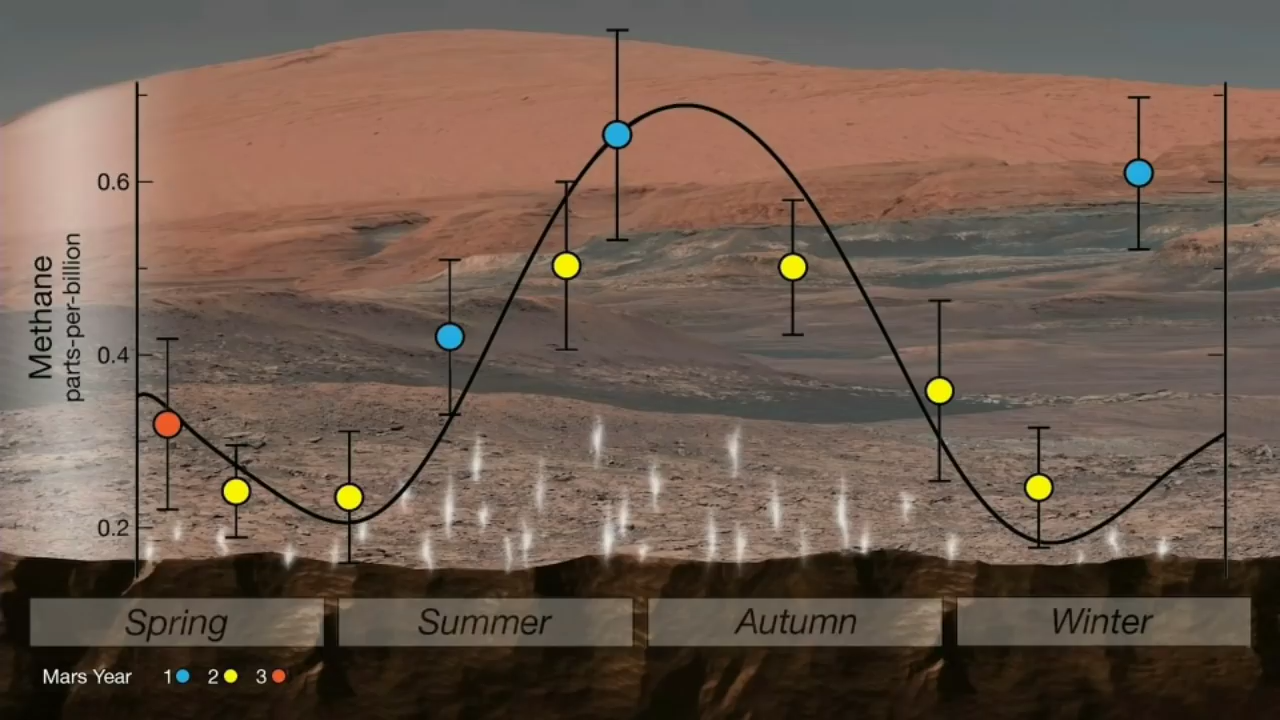 0.6
0.4
0.2
Methane
parts-per-billion
Spring
Summer
Autumn
Winter
Mars Year 1 2 3